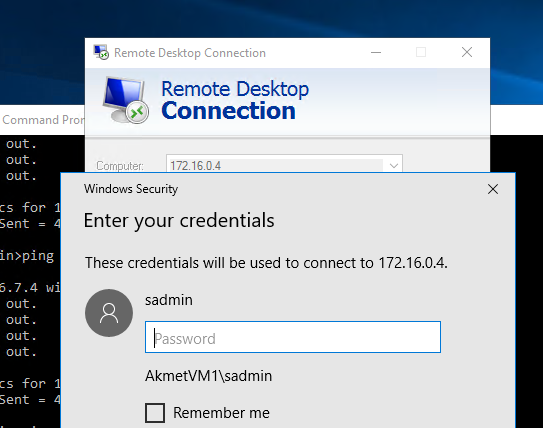 Remote Desktop Connection
Remote Desktop
Connection
Command Pron
Computer:
172.16.0.4
out.
out.
out.
cs for 1
Sent = 4
in>ping
6.7.4 wi
out.
out.
out.
out.
cs for 1
Sent = 4
Windows Security
Enter your credentials
These credentials will be used to connect to 172.16.0.4.
sadmin
Password
AkmetVM1\sadmin
Remember me